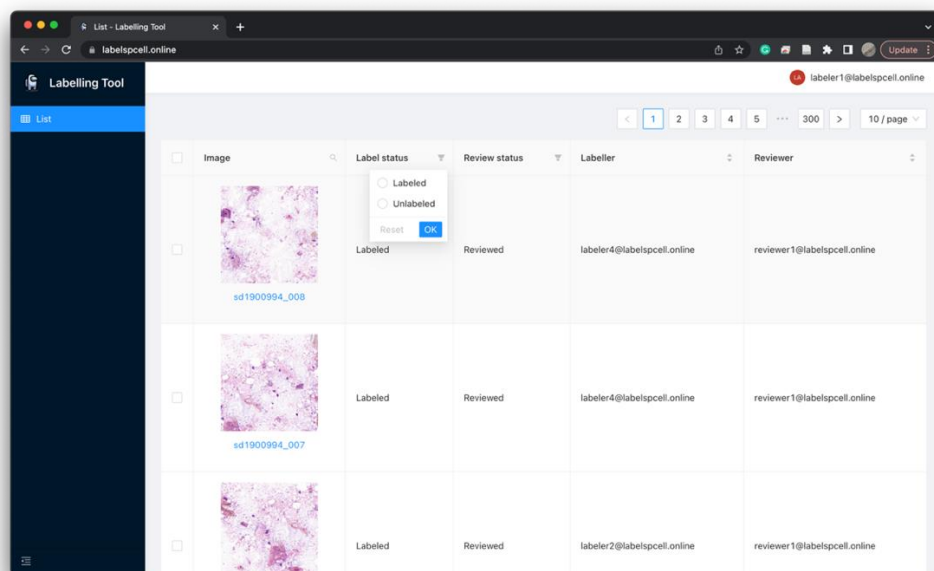 List - Labelling Tool
labelspcell.online
Update
Labelling Tool
LA labeler1@labelspcell.online
List
1 2 3 4 5 ••• 300 10 / page
Image Label status Review status Labeller Reviewer
Labeled
Unlabeled
Reset OK
Labeled Reviewed labeler4@labelspcell.online reviewer1@labelspcell.online
sd1900994_008
Labeled Reviewed labeler4@labelspcell.online reviewer1@labelspcell.online
sd1900994_007
Labeled Reviewed labeler2@labelspcell.online reviewer1@labelspcell.online